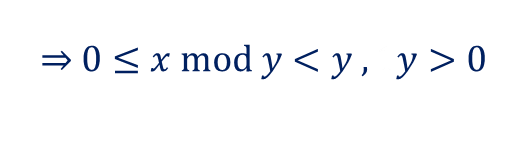 ⇒ 0 ≤ x mod y < y ,  y > 0